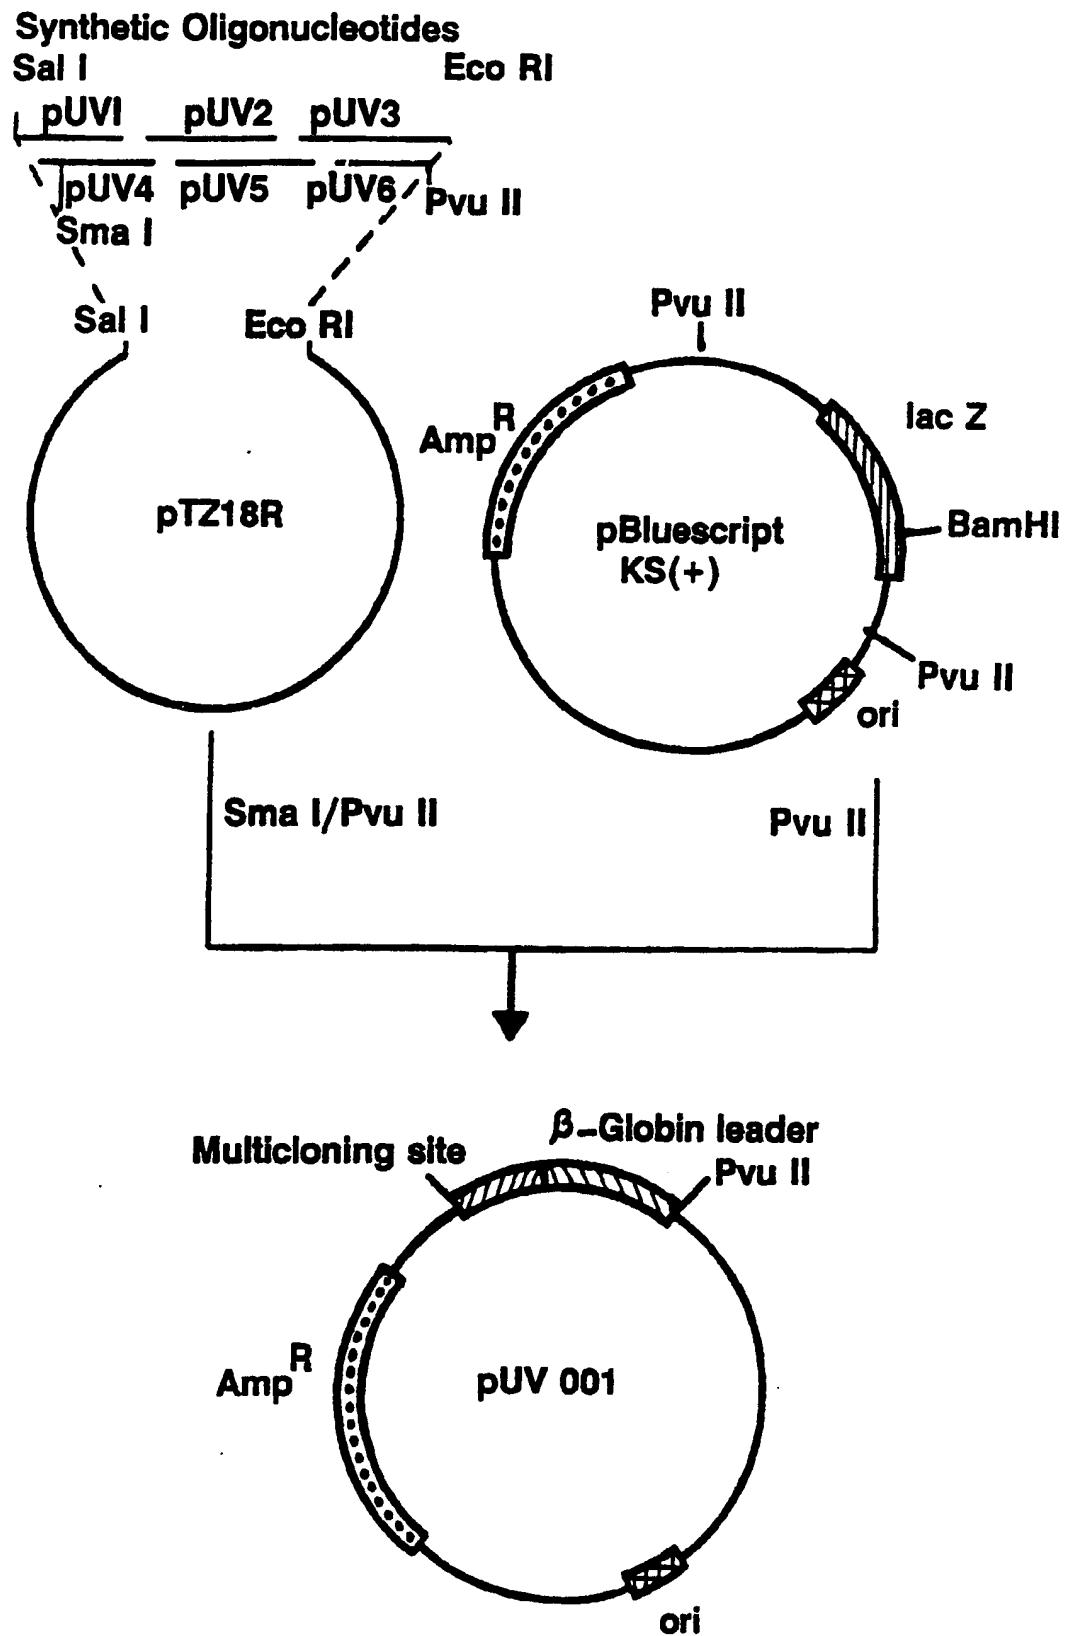 Synthetic Oligonucleotides
Sal I
Eco RI
pUVI pUV2 pUV3
pUV4 pUV5 pUV6
Pvu II
Sma I
Sal I
Eco RI
pTZ18R
Pvu II
Amp R
lac Z
pBluescript
KS(+)
BamHI
Pvu II
ori
Sma I/Pvu II
Pvu II
Multicloning site
β-Globin leader
Pvu II
Amp R
pUV 001
ori